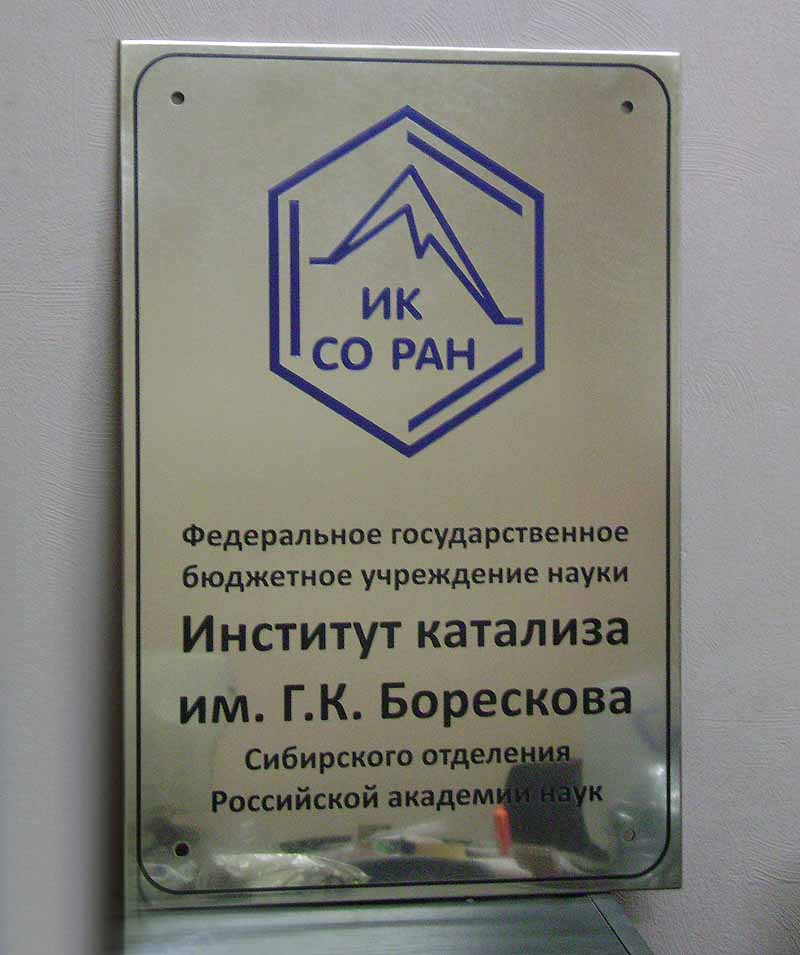 ИК
СО РАН
Федеральное государственное
бюджетное учреждение науки
Институт катализа
им. Г.К. Борескова
Сибирского отделения
Российской академии наук